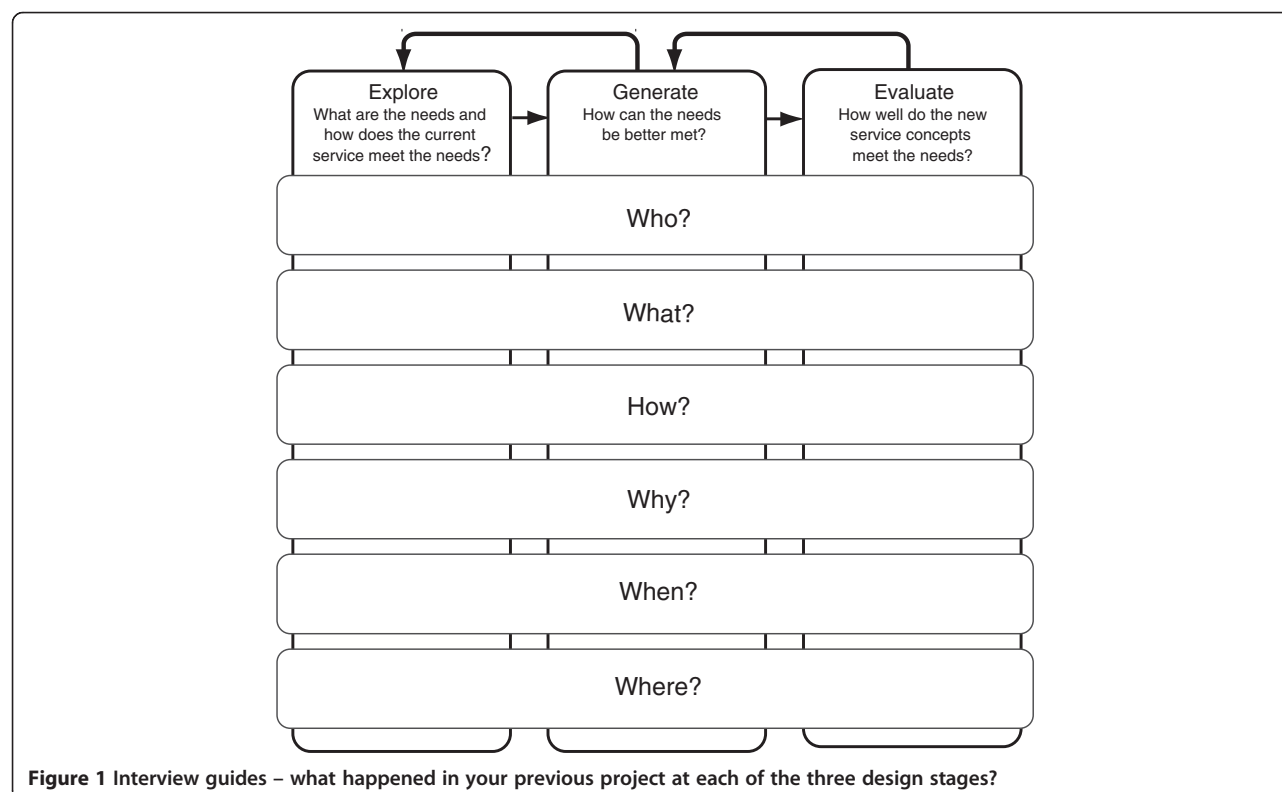 Explore
What are the needs and
how does the current
service meet the needs?
Generate
How can the needs
be better met?
Evaluate
How well do the new
service concepts
meet the needs?
Who?
What?
How?
Why?
When?
Where?
Figure 1 Interview guides – what happened in your previous project at each of the three design stages?